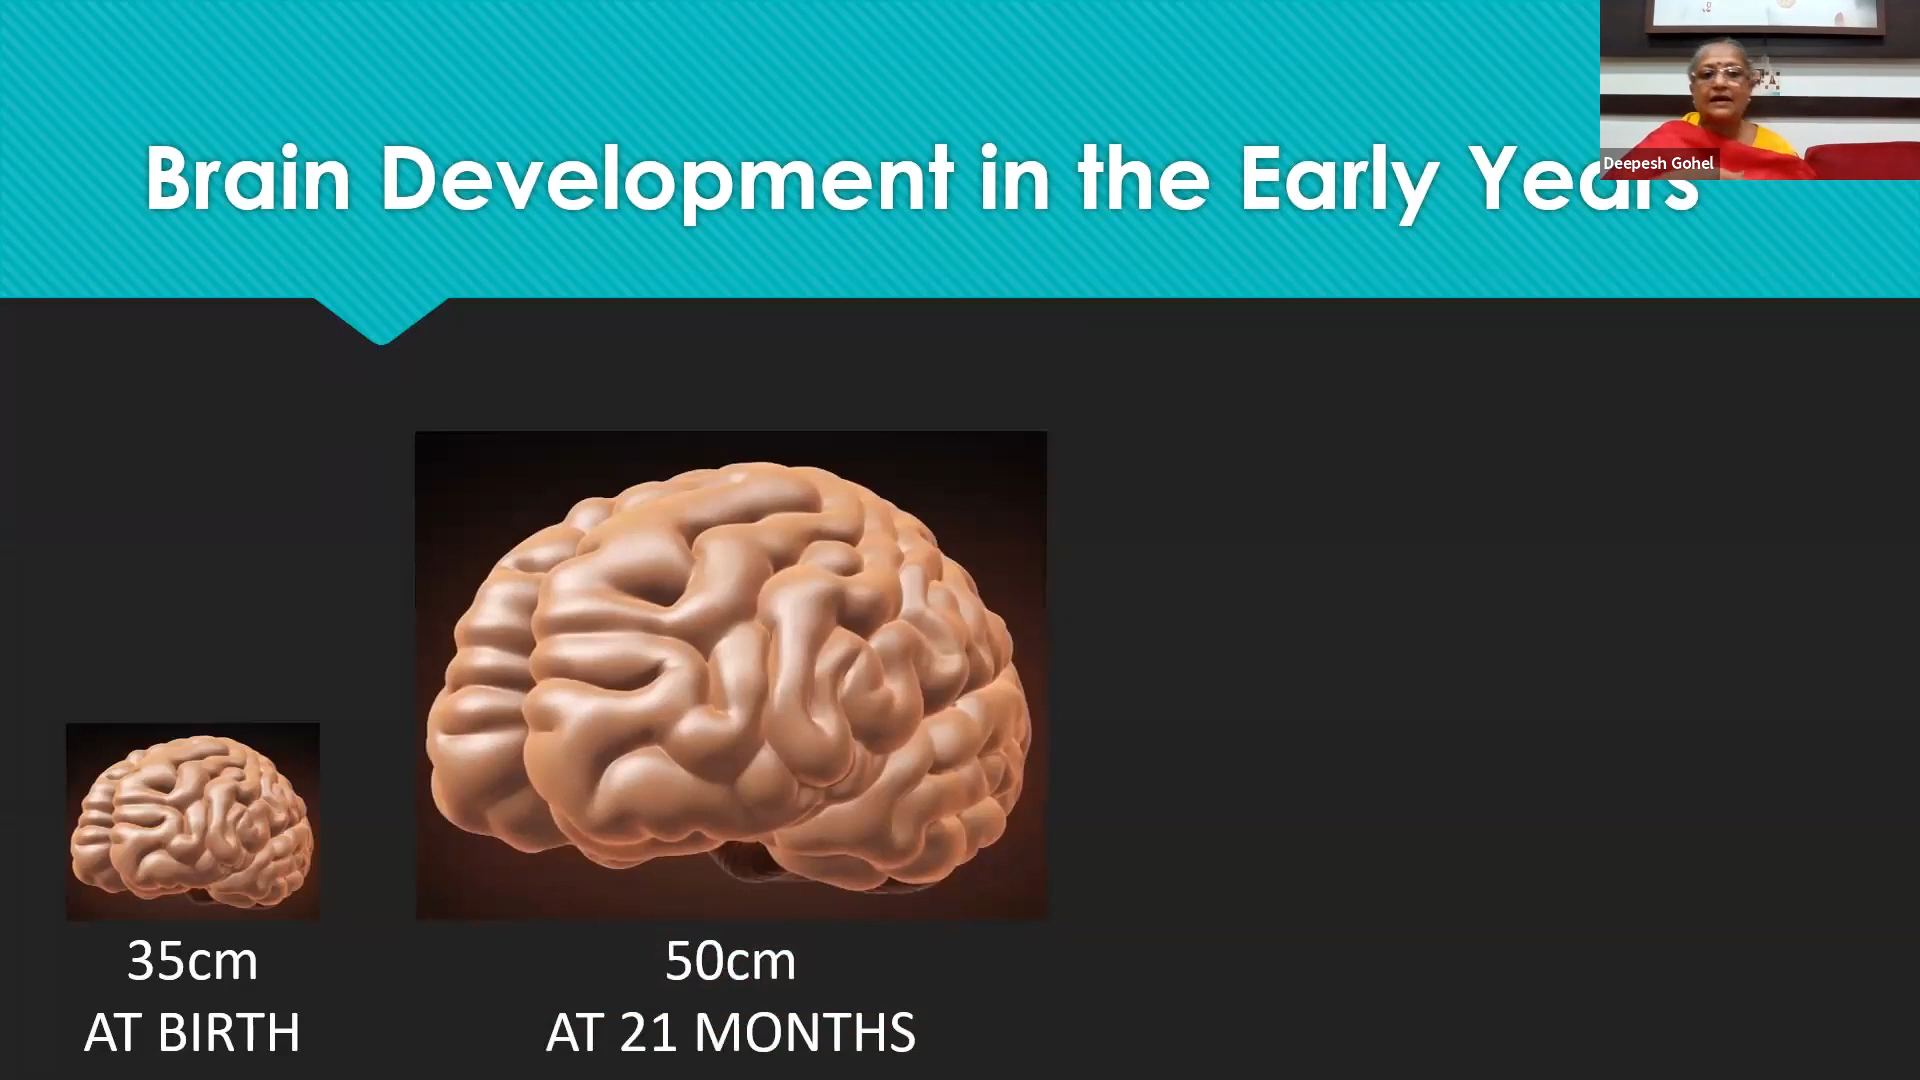 Brain Development in the Early Years
Deepesh Gohel
35cm
AT BIRTH
50cm
AT 21 MONTHS